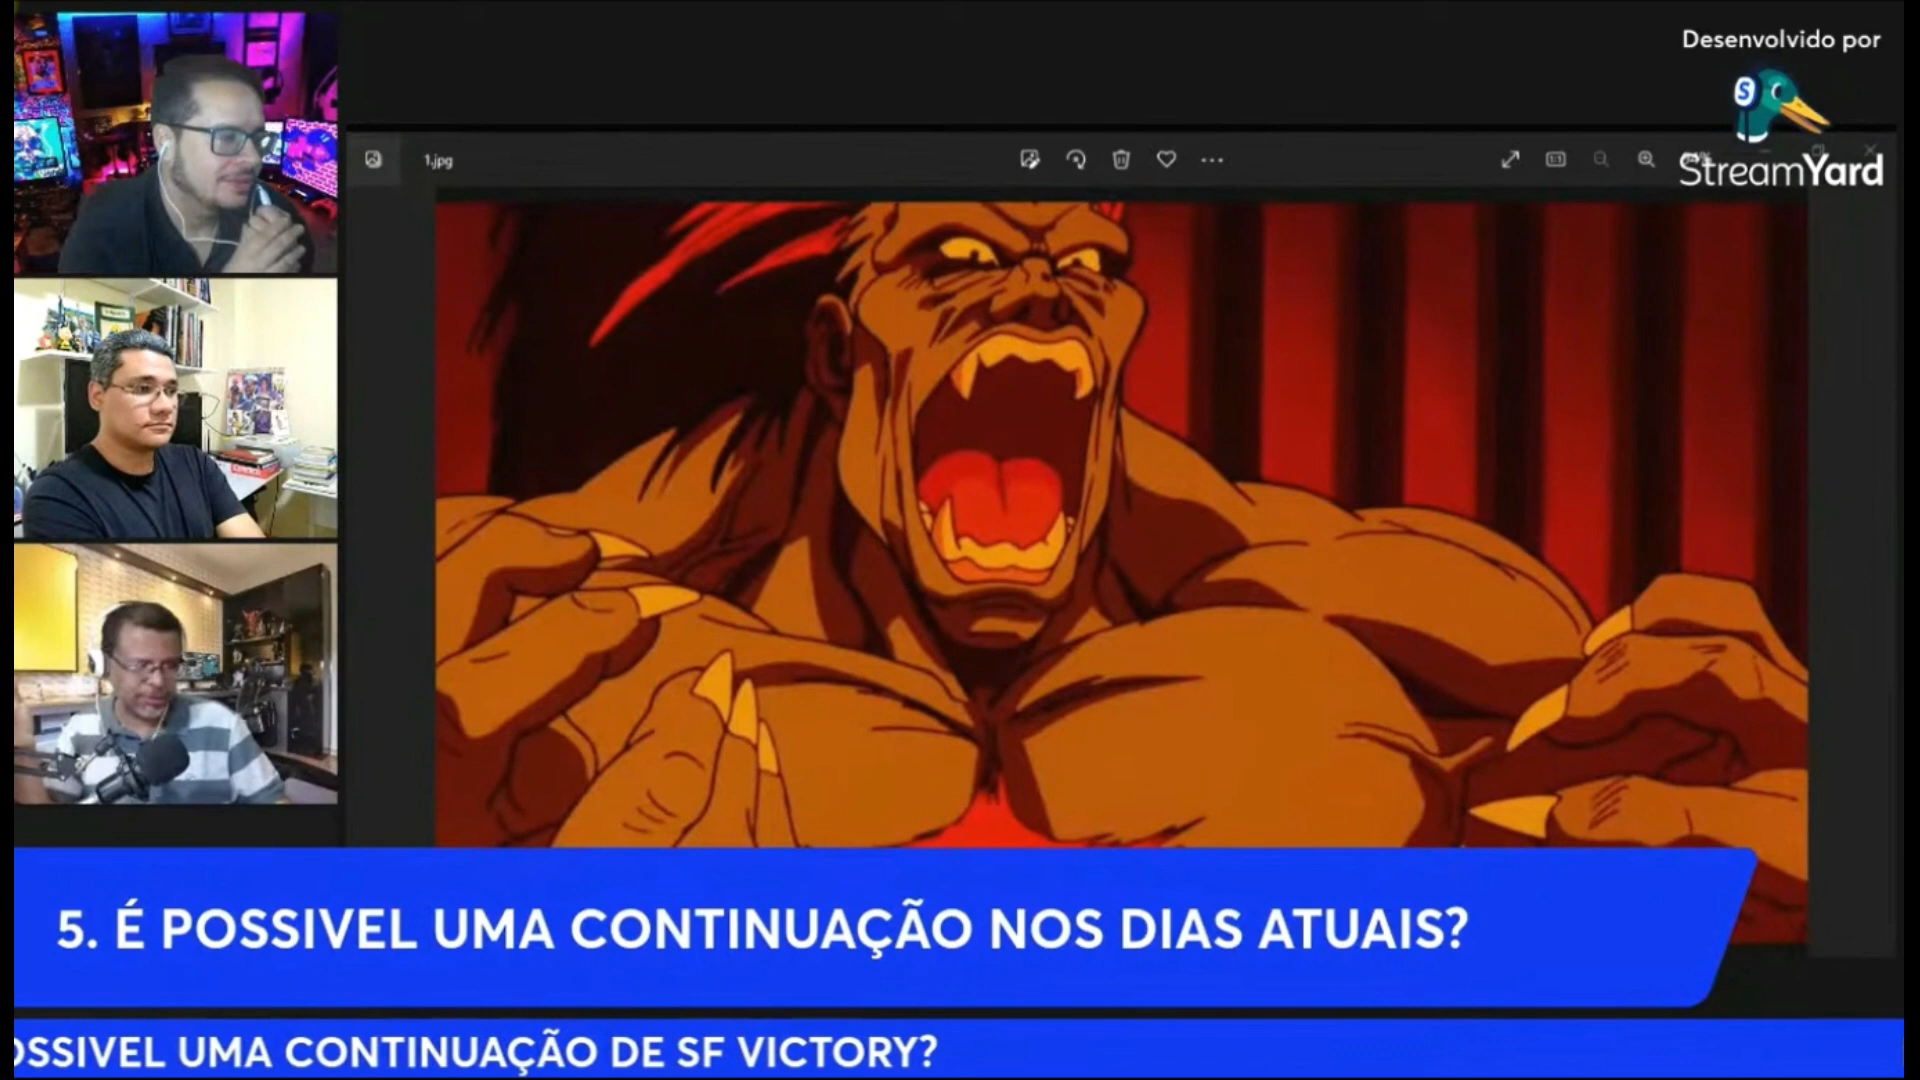 Desenvolvido por
StreamYard
1.jpg
5. É POSSIVEL UMA CONTINUAÇÃO NOS DIAS ATUAIS?
OSSIVEL UMA CONTINUAÇÃO DE SF VICTORY?